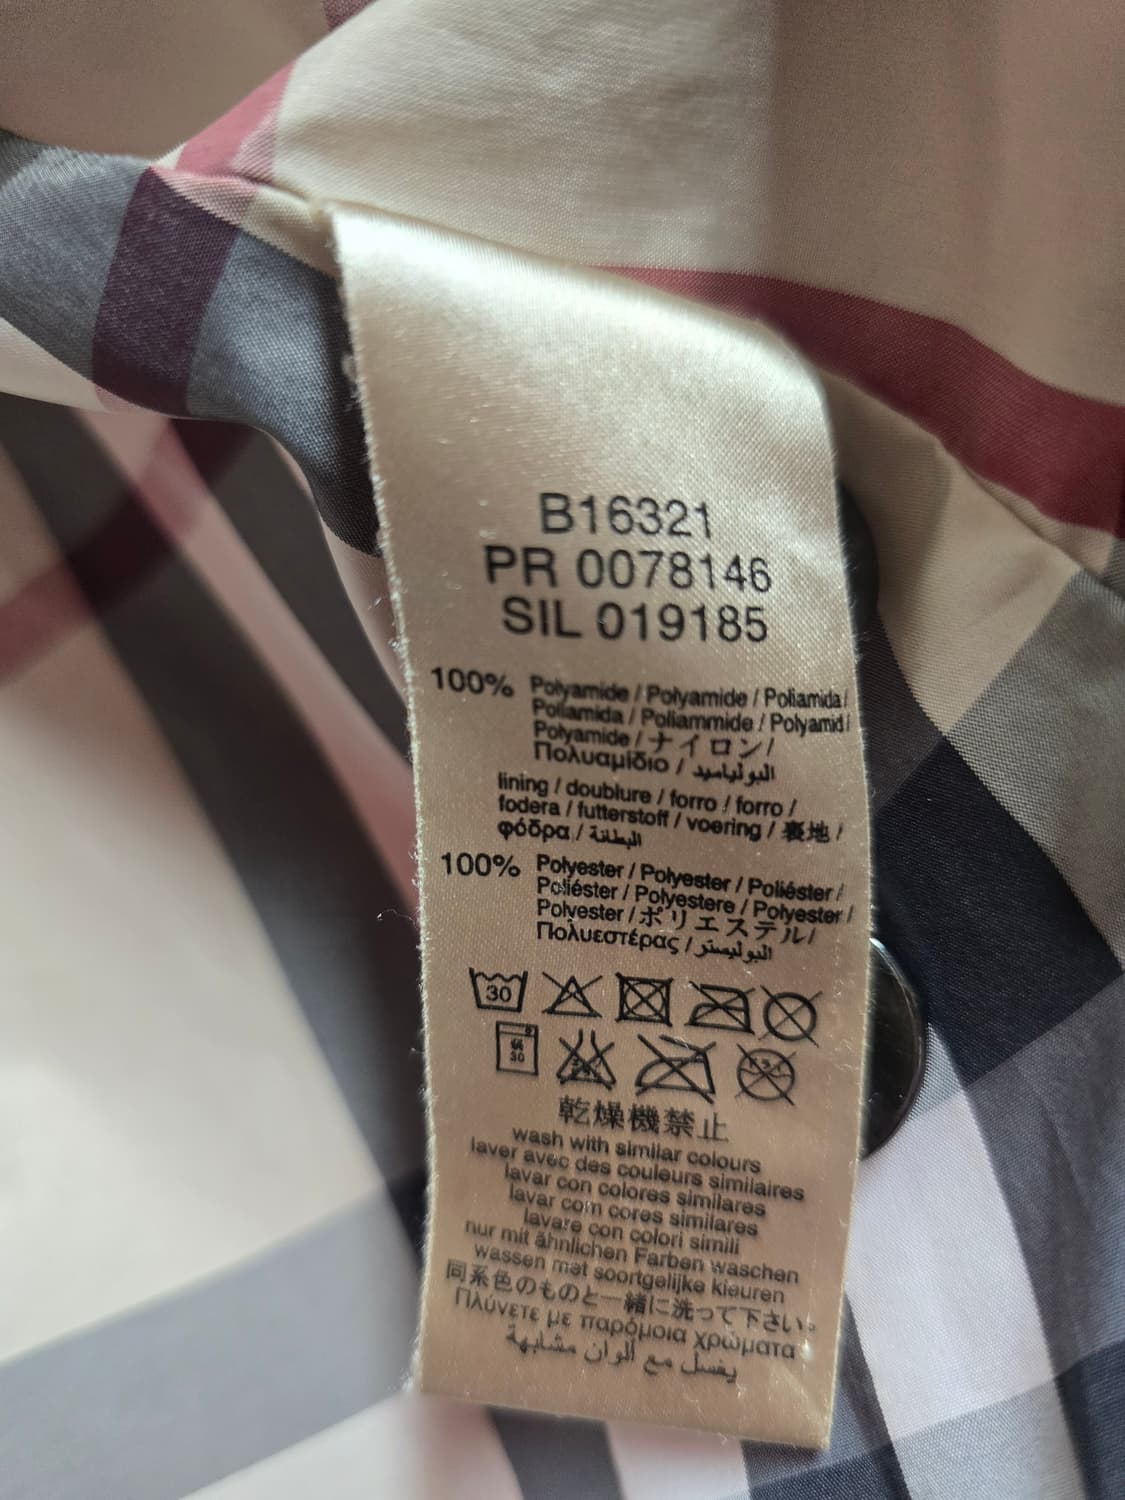 B16321
PR 0078146
SIL 019185
100% Polyamide / Polyamide / Poliamida /
Poliamida / Poliammide / Polyamid /
Polyamide / ナイロン /
Πολυαμίδιο / البولياميد
lining / doublure / forro / forro /
fodera / futterstoff / voering / 裏地 /
φόδρα / البطانة
100% Polyester / Polyester / Poliéster /
Poliéster / Polyestere / Polyester /
Polyester / ポリエステル /
Πολυεστέρας / البوليستر
30
30
乾燥機禁止
wash with similar colours
laver avec des couleurs similaires
lavar con colores similares
lavar com cores similares
lavare con colori simili
nur mit ähnlichen Farben waschen
wassen met soortgelijke kleuren
同系色のものと一緒に洗って下さい。
Πλύνετε με παρόμοια χρώματα
يغسل مع ألوان مشابهة